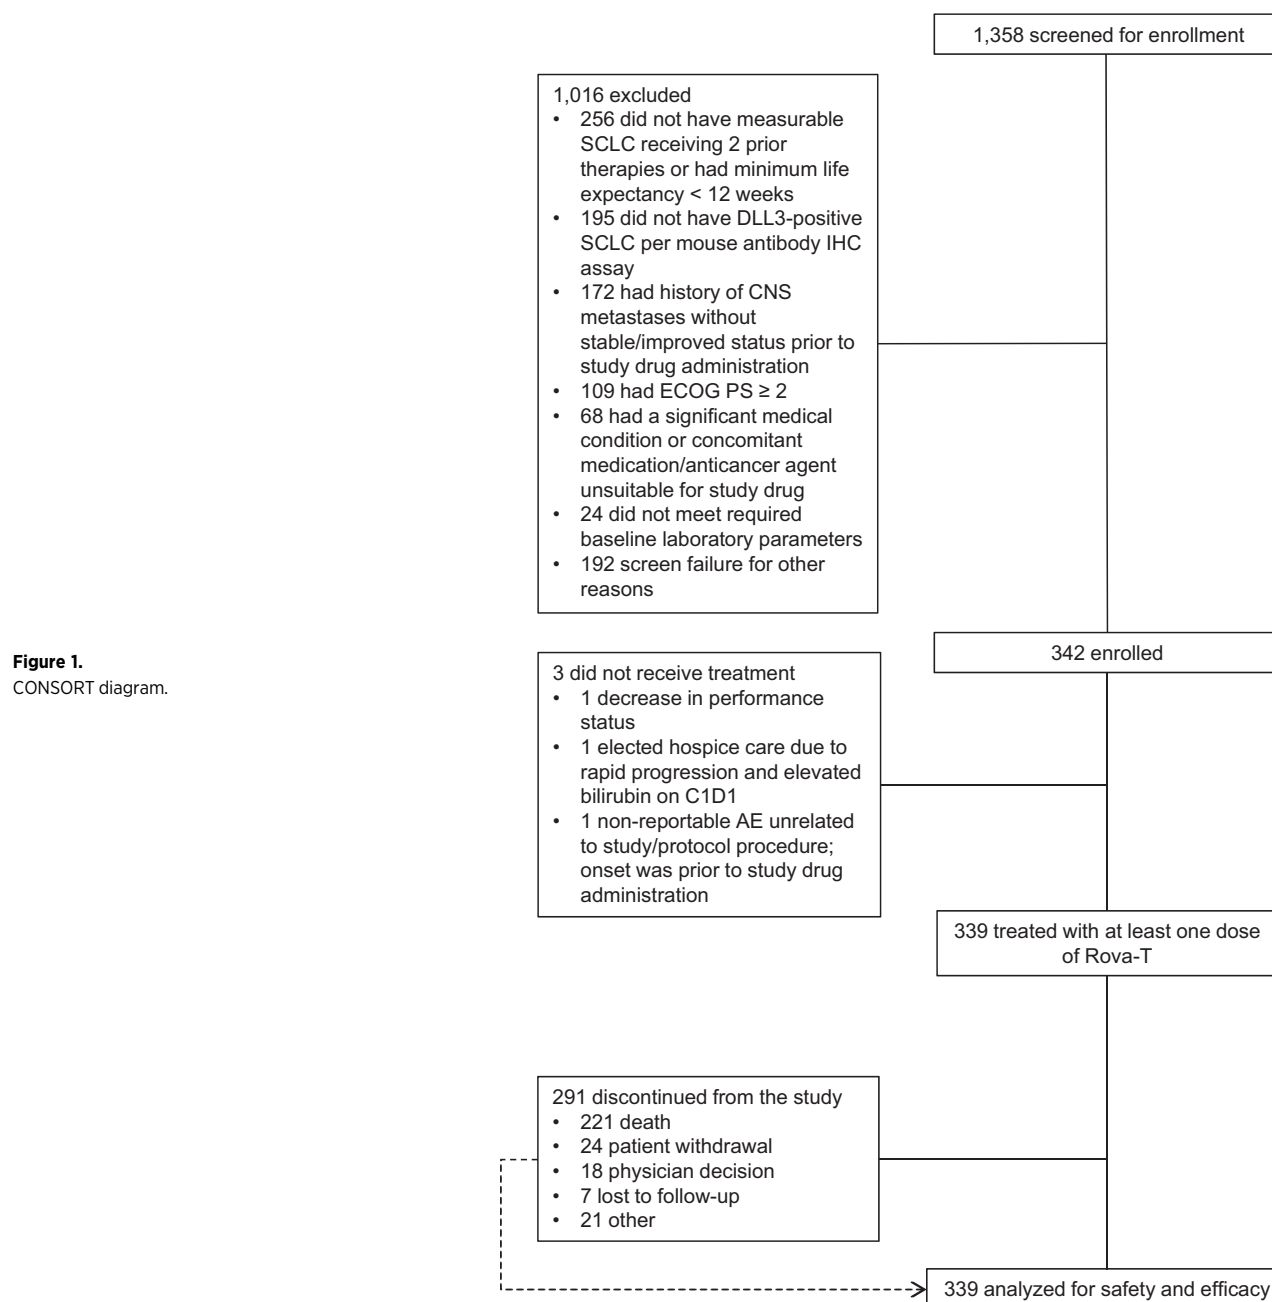 1,358 screened for enrollment
1,016 excluded
• 256 did not have measurable
SCLC receiving 2 prior
therapies or had minimum life
expectancy < 12 weeks
• 195 did not have DLL3-positive
SCLC per mouse antibody IHC
assay
• 172 had history of CNS
metastases without
stable/improved status prior to
study drug administration
• 109 had ECOG PS ≥ 2
• 68 had a significant medical
condition or concomitant
medication/anticancer agent
unsuitable for study drug
• 24 did not meet required
baseline laboratory parameters
• 192 screen failure for other
reasons
342 enrolled
Figure 1.
CONSORT diagram.
3 did not receive treatment
• 1 decrease in performance
status
• 1 elected hospice care due to
rapid progression and elevated
bilirubin on C1D1
• 1 non-reportable AE unrelated
to study/protocol procedure;
onset was prior to study drug
administration
339 treated with at least one dose
of Rova-T
291 discontinued from the study
• 221 death
• 24 patient withdrawal
• 18 physician decision
• 7 lost to follow-up
• 21 other
339 analyzed for safety and efficacy